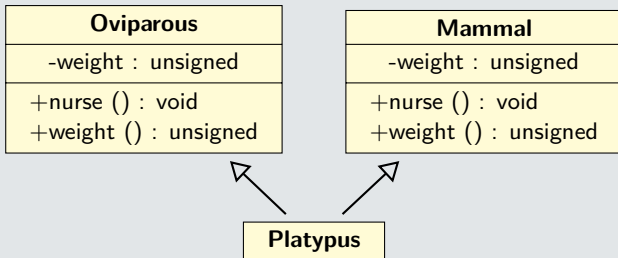 Oviparous
-weight : unsigned
+nurse () : void
+weight () : unsigned
Mammal
-weight : unsigned
+nurse () : void
+weight () : unsigned
Platypus